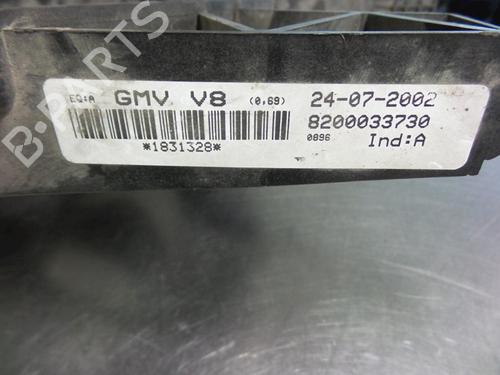 EQ:A GMV V8 (0,69) 24-07-2002
8200033730
*1831328* 0896 Ind:A
B-PARTS